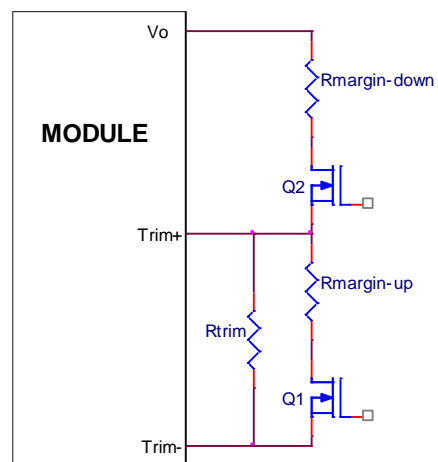 Vo
Rmargin-down
MODULE
Q2
Trim+
Rmargin-up
Rtrim
Q1
Trim-